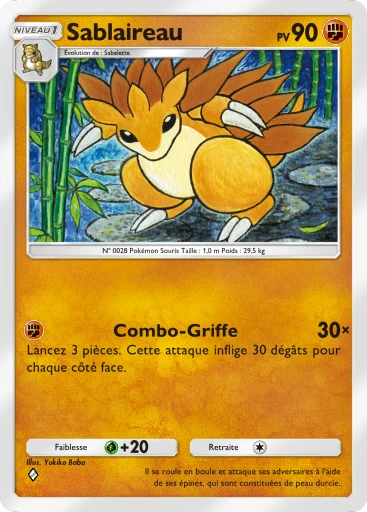 NIVEAU 1
Sablaireau
PV 90
Évolution de : Sabelette
N° 0028 Pokémon Souris Taille : 1,0 m Poids : 29,5 kg
Combo-Griffe 30×
Lancez 3 pièces. Cette attaque inflige 30 dégâts pour
chaque côté face.
Faiblesse +20 Retraite
Illus. Yukiko Baba
Il se roule en boule et attaque ses adversaires à l'aide
de ses épines, qui sont constituées de peau durcie.